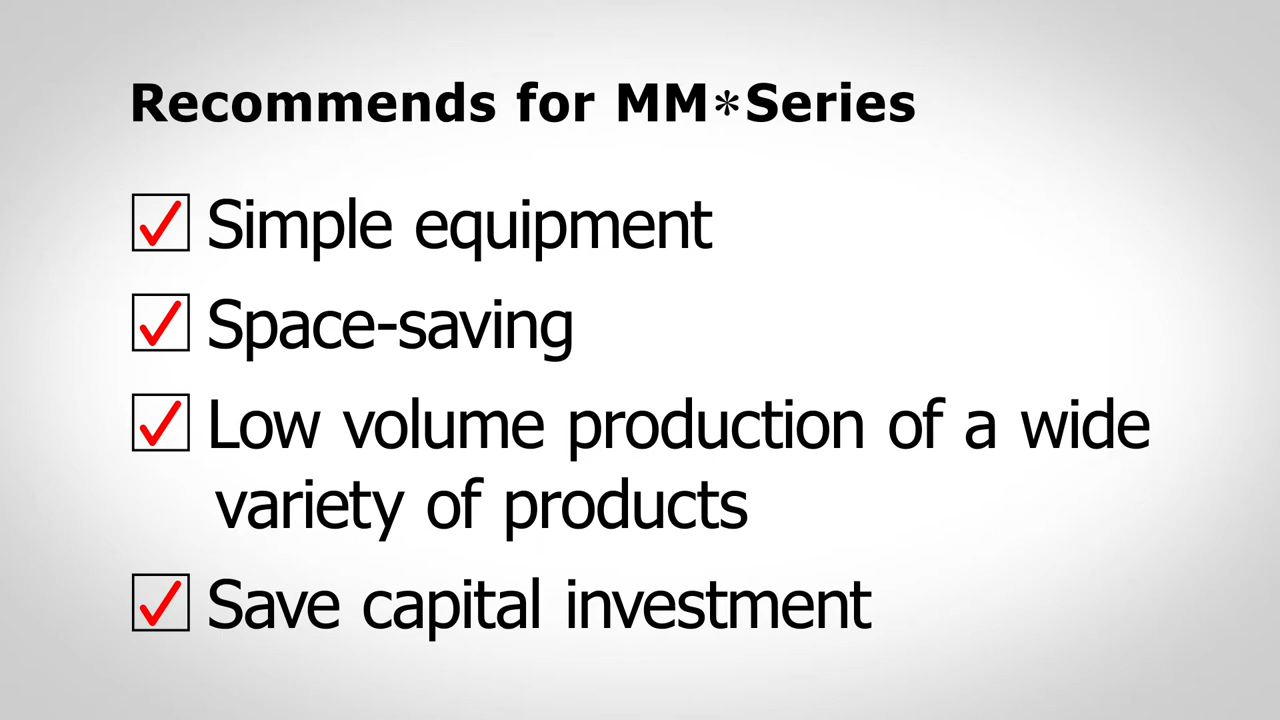 Recommends for MM*Series
Simple equipment
Space-saving
Low volume production of a wide
variety of products
Save capital investment